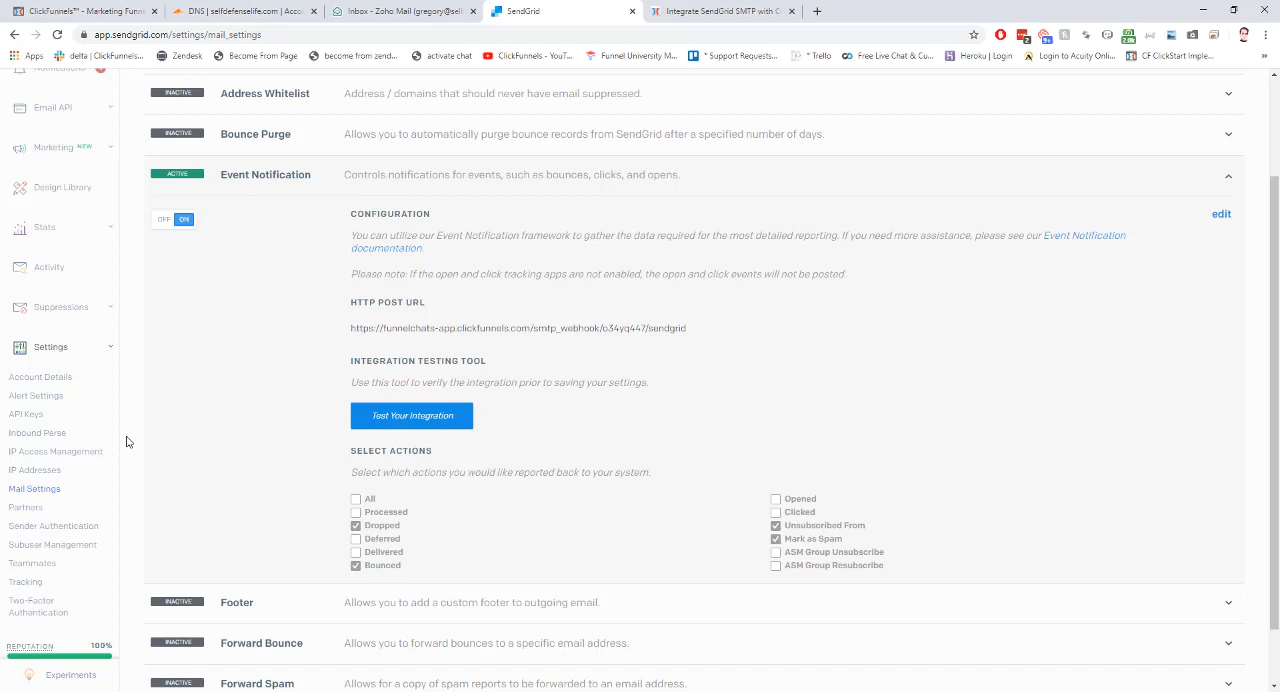 ClickFunnels™ - Marketing Funne
DNS | selfdefenselife.com | Acco
Inbox - Zoho Mail (gregory@sel
SendGrid
Integrate SendGrid SMTP with C
app.sendgrid.com/settings/mail_settings
Apps
delta | ClickFunnels...
Zendesk
Become From Page
become from zend...
active clickers
ClickFunnels - YouT...
Funnel University M...
* Support Requests...
* Trello
Free Live Chat & Cu...
Heroku | Login
Login to Acuity Onli...
CF ClickStart Imple...
Notifications
Email API
Marketing NEW
Design Library
Stats
Activity
Suppressions
Settings
Account Details
Alert Settings
API Keys
Inbound Parse
IP Access Management
IP Addresses
Mail Settings
Partners
Sender Authentication
Subuser Management
Teammates
Tracking
Two-Factor
Authentication
REPUTATION 100%
Experiments
INACTIVE Address Whitelist Address / domains that should never have email suppressed.
INACTIVE Bounce Purge Allows you to automatically purge bounce records from SendGrid after a specified number of days.
ACTIVE Event Notification Controls notifications for events, such as bounces, clicks, and opens.
OFF ON
CONFIGURATION edit
You can utilize our Event Notification framework to gather the data required for the most detailed reporting. If you need more assistance, please see our Event Notification
documentation.
Please note: If the open and click tracking apps are not enabled, the open and click events will not be posted.
HTTP POST URL
https://funnelchats-app.clickfunnels.com/smtp_webhook/o34yq447/sendgrid
INTEGRATION TESTING TOOL
Use this tool to verify the integration prior to saving your settings.
Test Your Integration
SELECT ACTIONS
Select which actions you would like reported back to your system.
All
Processed
Dropped
Deferred
Delivered
Bounced
Opened
Clicked
Unsubscribed From
Mark as Spam
ASM Group Unsubscribe
ASM Group Resubscribe
INACTIVE Footer Allows you to add a custom footer to outgoing email.
INACTIVE Forward Bounce Allows you to forward bounces to a specific email address.
INACTIVE Forward Spam Allows for a copy of spam reports to be forwarded to an email address.